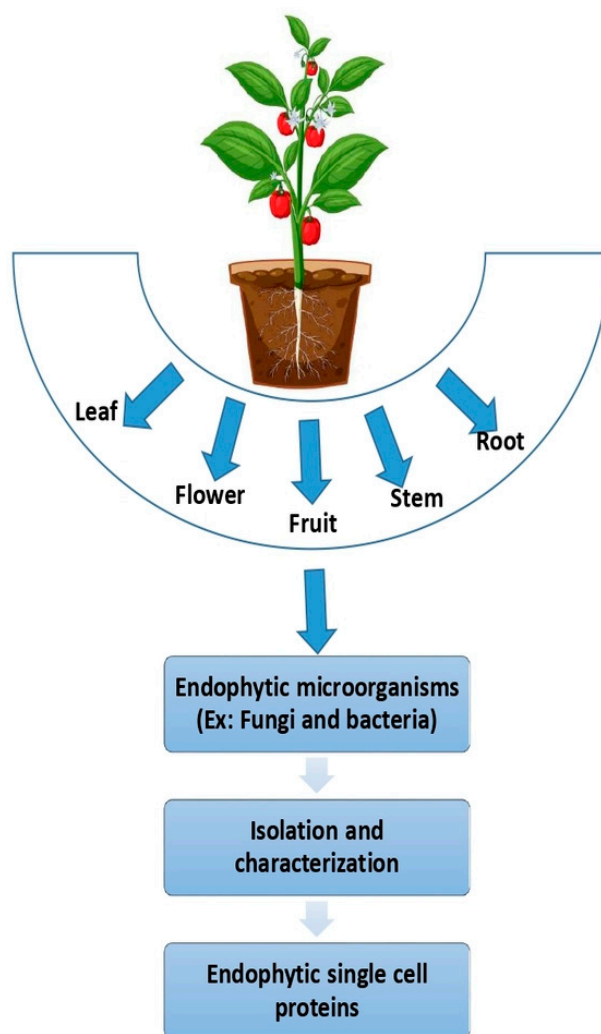 Leaf
Flower
Fruit
Stem
Root
Endophytic microorganisms
(Ex: Fungi and bacteria)
Isolation and
characterization
Endophytic single cell
proteins